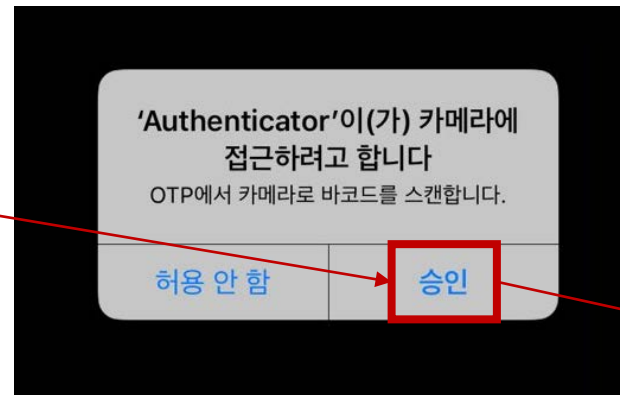 ‘Authenticator’이(가) 카메라에
접근하려고 합니다
OTP에서 카메라로 바코드를 스캔합니다.
허용 안 함
승인